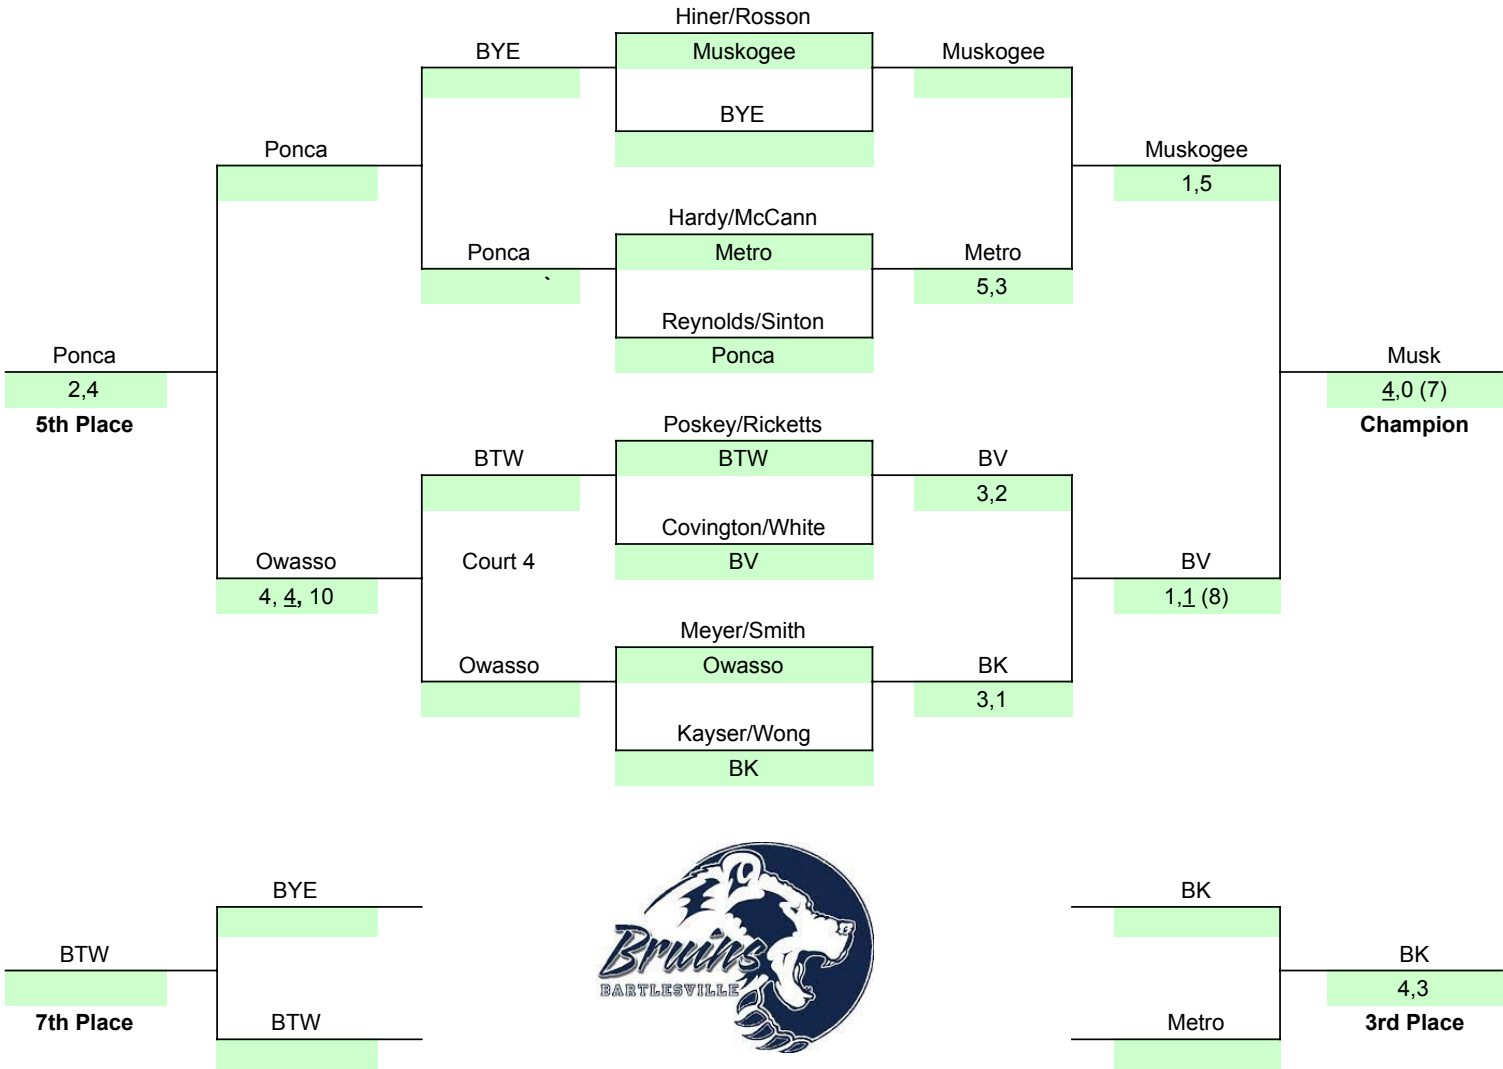 Hiner/Rosson
BYE
Muskogee
Muskogee
BYE
Ponca
Muskogee
1,5
Hardy/McCann
Ponca
Metro
Metro
`
5,3
Reynolds/Sinton
Ponca
Ponca
Musk
2,4
4,0 (7)
5th Place
Poskey/Ricketts
Champion
BTW
BTW
BV
3,2
Covington/White
Owasso
Court 4
BV
BV
4, 4, 10
1,1 (8)
Meyer/Smith
Owasso
Owasso
BK
3,1
Kayser/Wong
BK
BYE
BK
Bruins
BTW
BK
BARTLESVILLE
4,3
7th Place
BTW
Metro
3rd Place